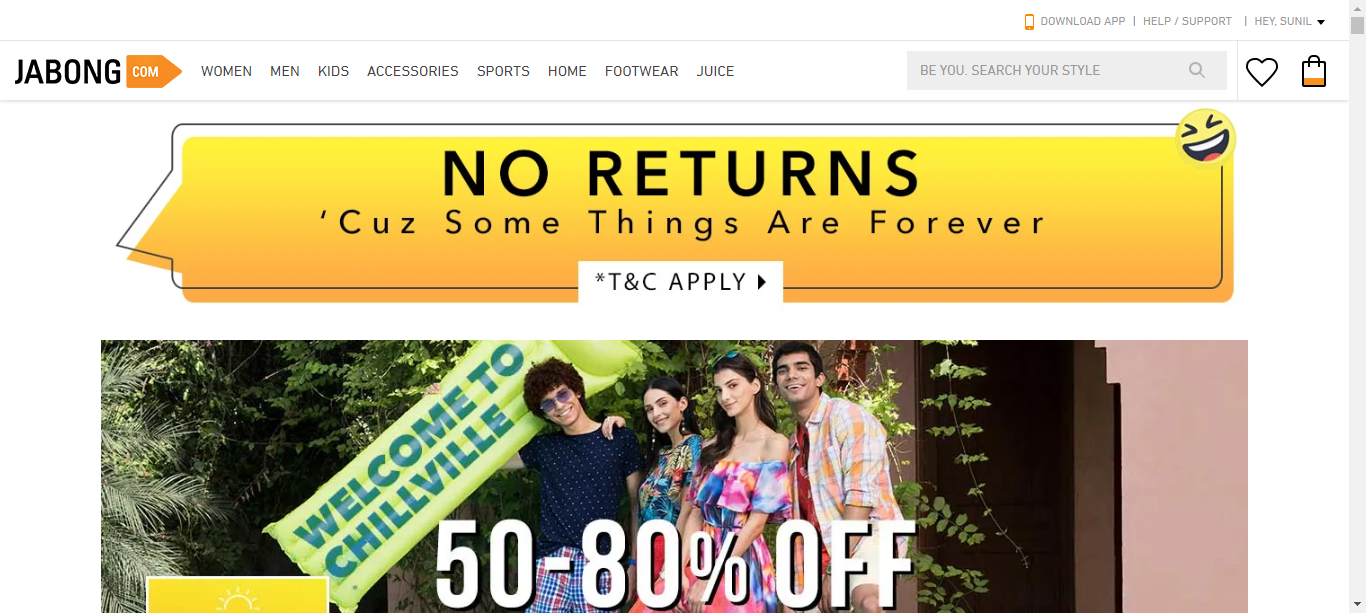 DOWNLOAD APP | HELP / SUPPORT | HEY, SUNIL
JABONG COM
WOMEN MEN KIDS ACCESSORIES SPORTS HOME FOOTWEAR JUICE
BE YOU. SEARCH YOUR STYLE
NO RETURNS
‘Cuz Some Things Are Forever
*T&C APPLY
WELCOME TO
CHILLVILLE
50-80% OFF